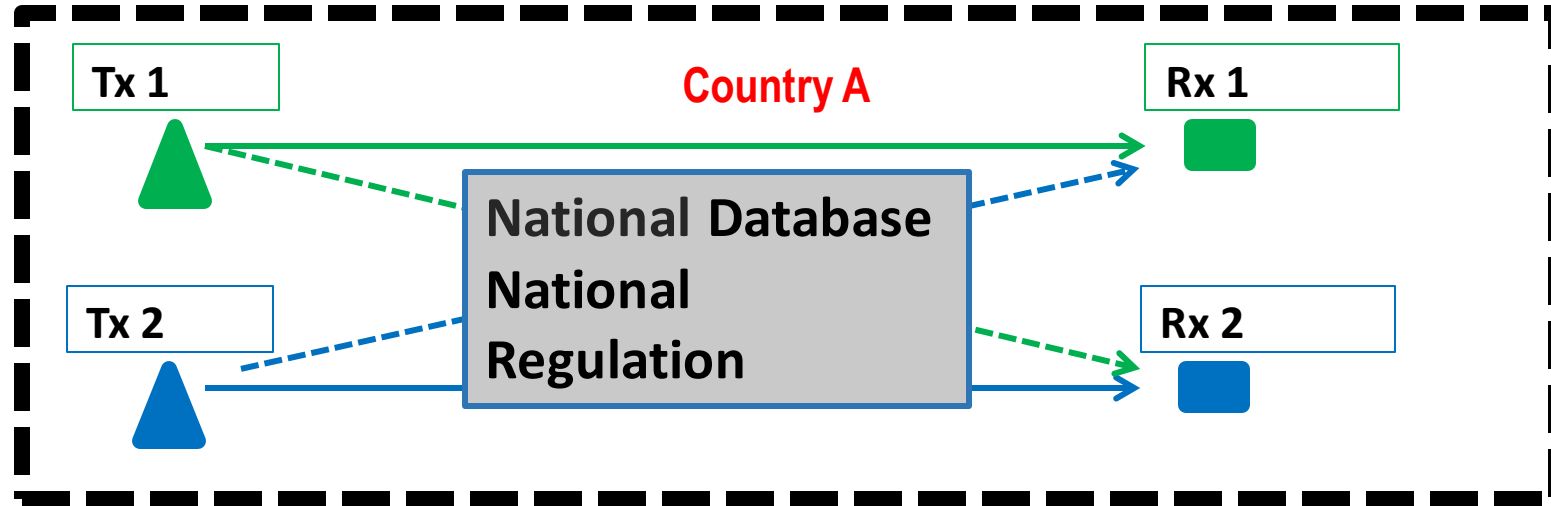 Tx 1
Country A
Rx 1
National Database
National
Regulation
Tx 2
Rx 2